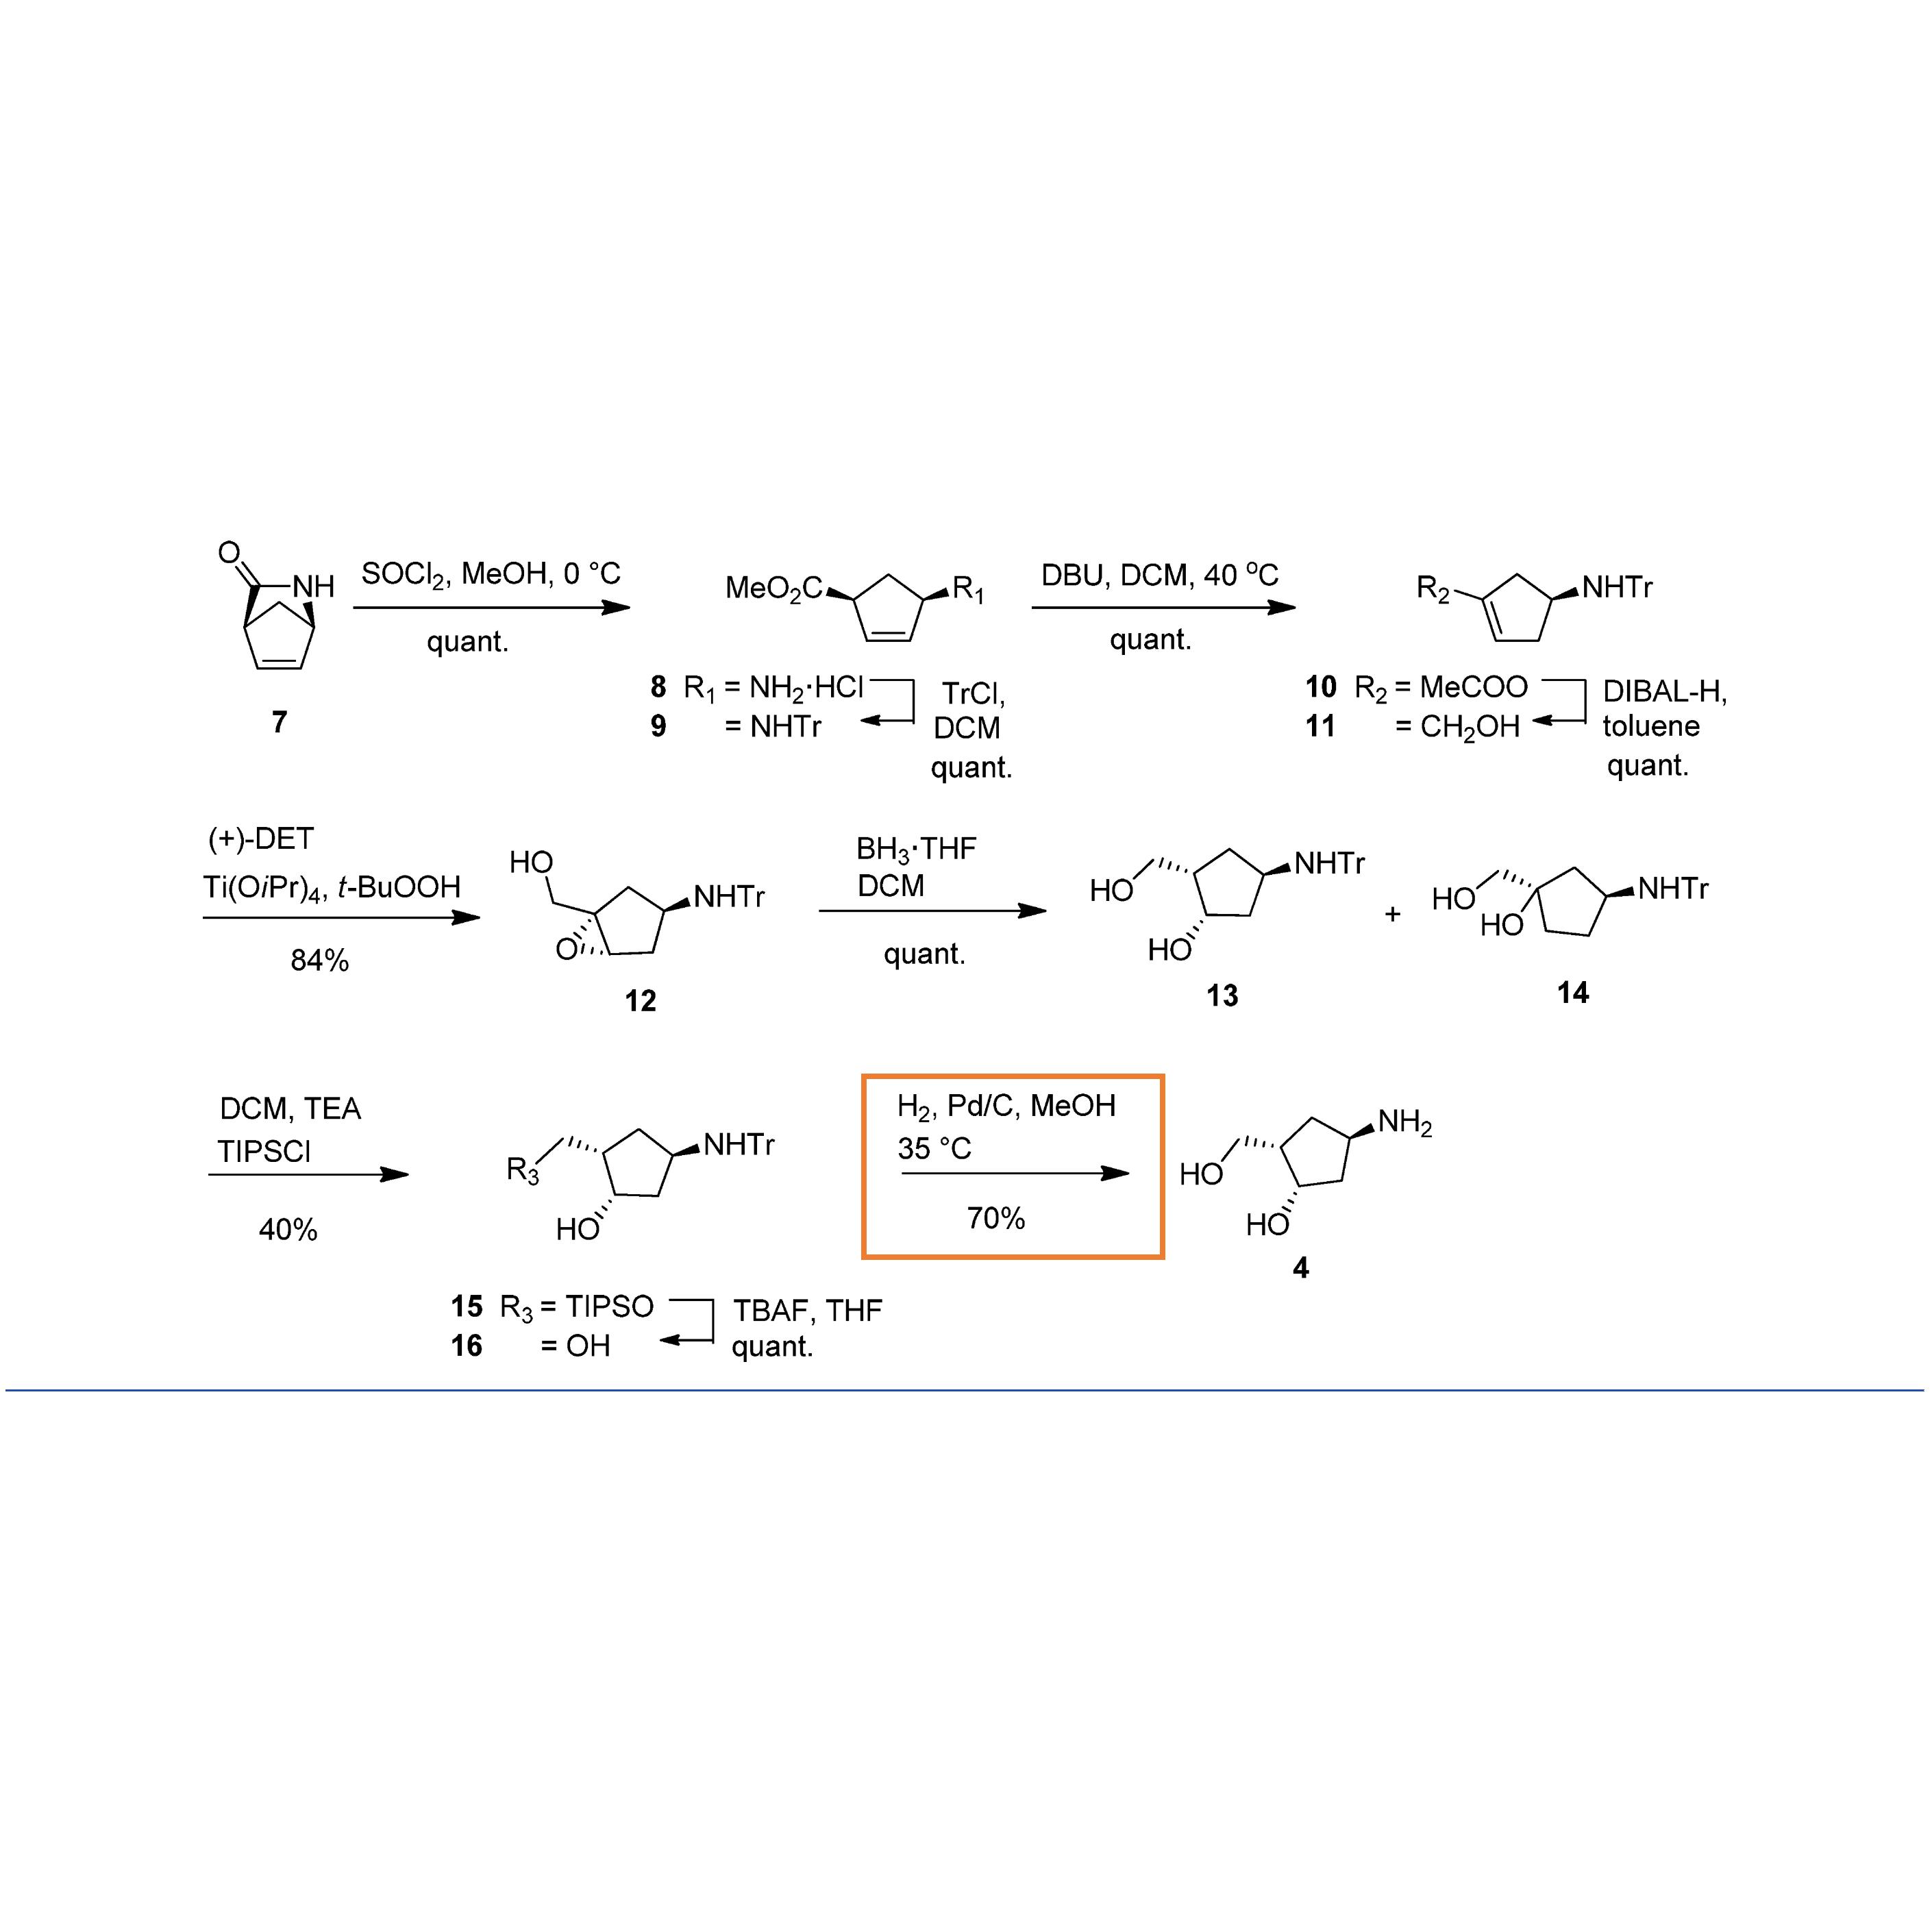 O
NH
7
SOCl2, MeOH, 0 °C
quant.
MeO2C
R1
8 R1 = NH2·HCl
9 = NHTr
TrCl,
DCM
quant.
DBU, DCM, 40 ºC
quant.
R2
NHTr
10 R2 = MeCOO
11 = CH2OH
DIBAL-H,
toluene
quant.
(+)-DET
Ti(OiPr)4, t-BuOOH
84%
HO
NHTr
O
12
BH3·THF
DCM
quant.
HO
NHTr
HO
13
+
HO
HO
NHTr
14
DCM, TEA
TIPSCl
40%
R3
NHTr
HO
15 R3 = TIPSO
16 = OH
TBAF, THF
quant.
H2, Pd/C, MeOH
35 °C
70%
HO
NH2
HO
4